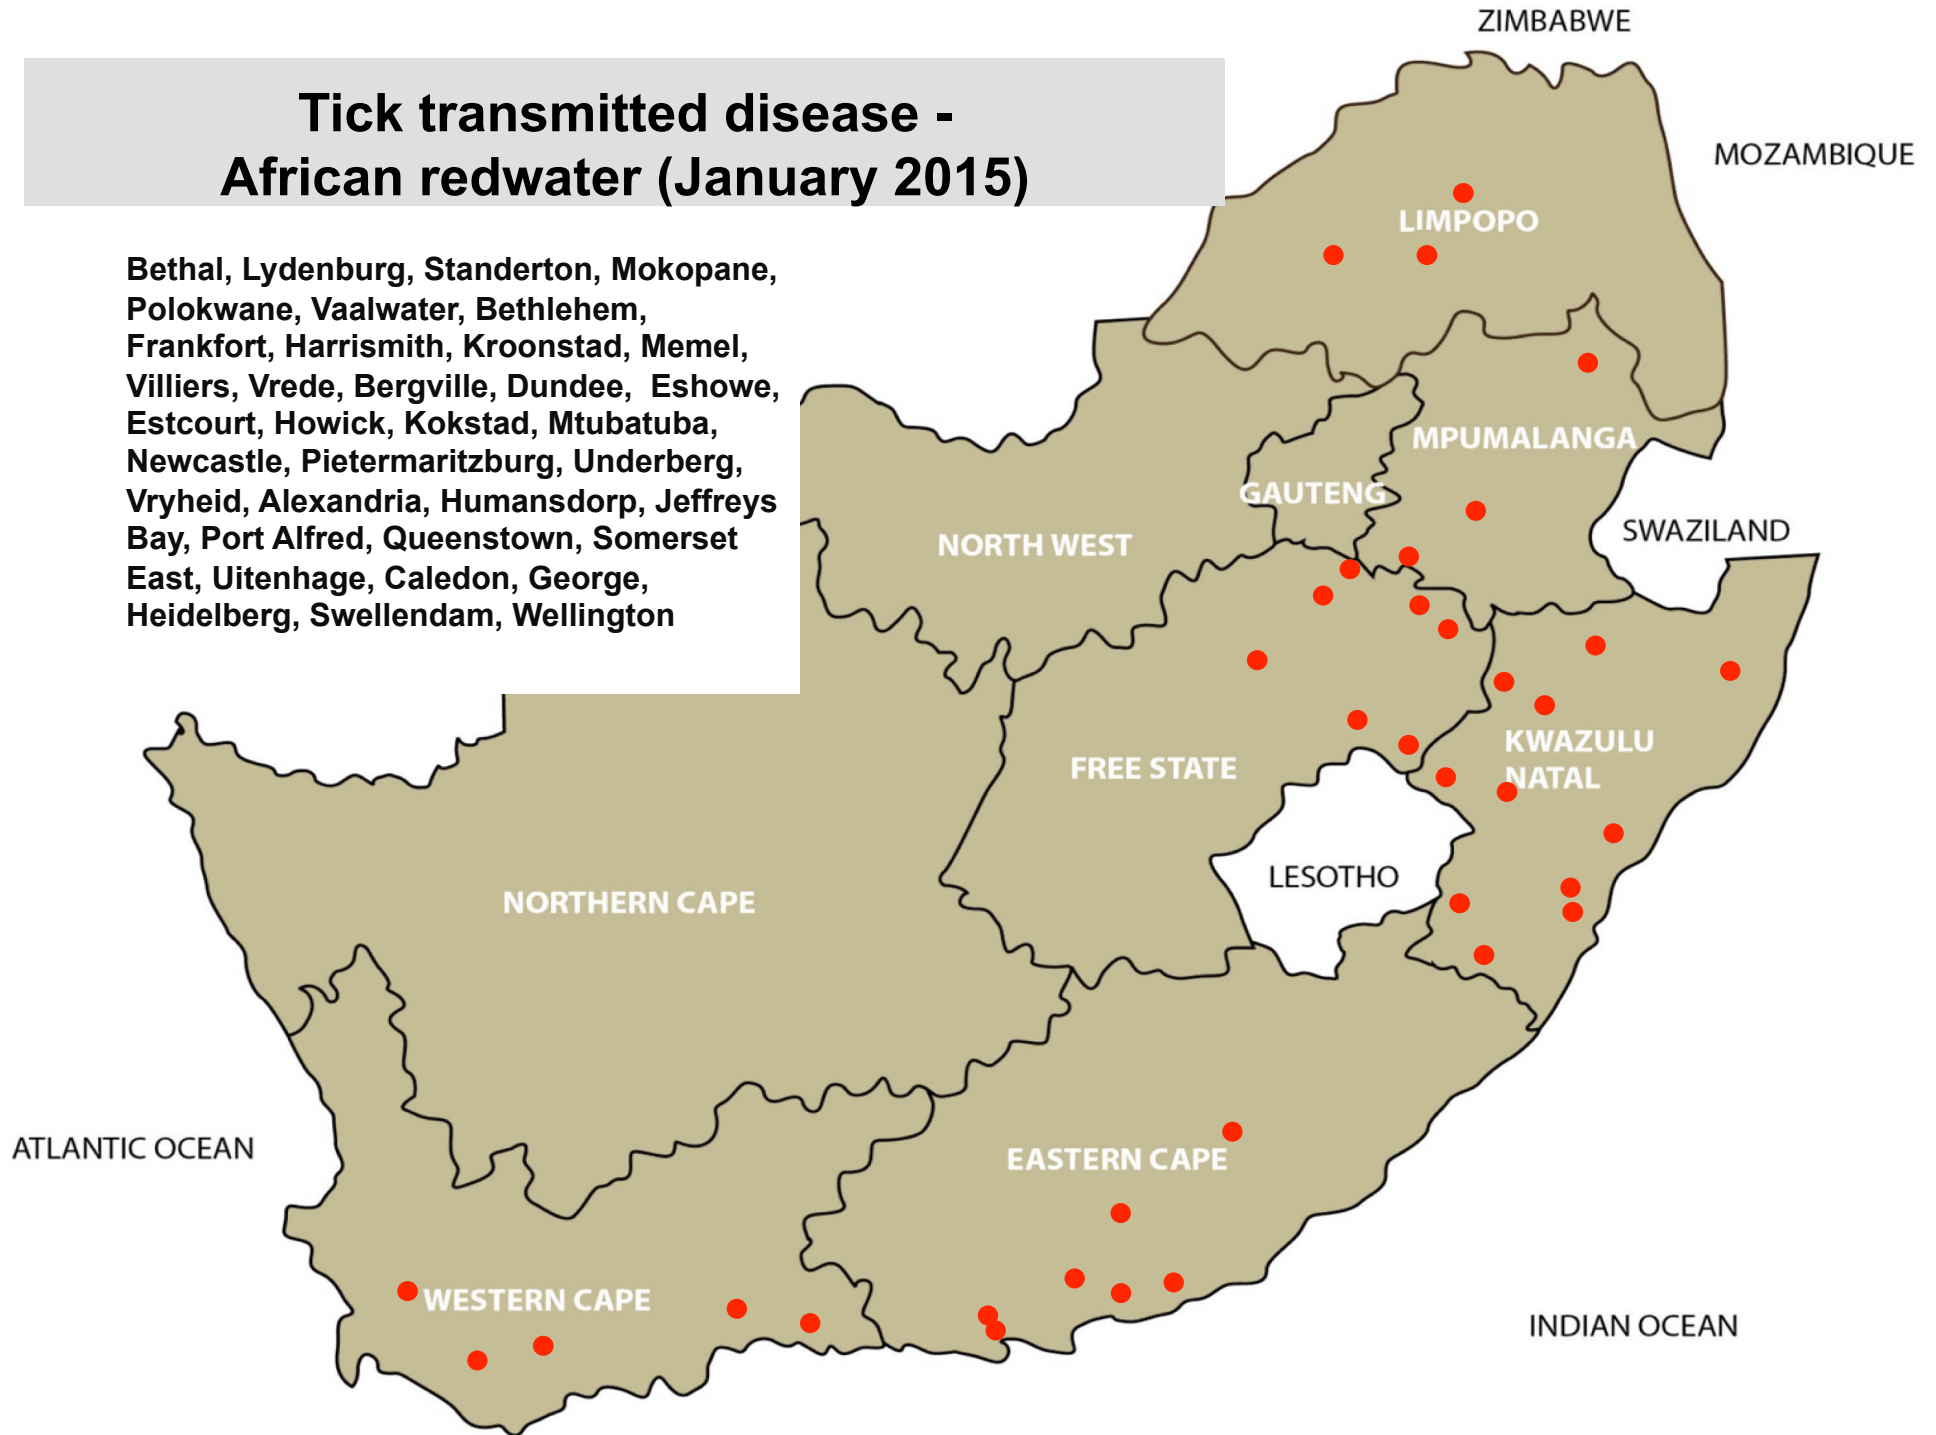 Tick transmitted disease -
African redwater (January 2015)
Bethal, Lydenburg, Standerton, Mokopane,
Polokwane, Vaalwater, Bethlehem,
Frankfort, Harrismith, Kroonstad, Memel,
Villiers, Vrede, Bergville, Dundee,  Eshowe,
Estcourt, Howick, Kokstad, Mtubatuba,
Newcastle, Pietermaritzburg, Underberg,
Vryheid, Alexandria, Humansdorp, Jeffreys
Bay, Port Alfred, Queenstown, Somerset
East, Uitenhage, Caledon, George,
Heidelberg, Swellendam, Wellington
ZIMBABWE
MOZAMBIQUE
LIMPOPO
MPUMALANGA
GAUTENG
SWAZILAND
NORTH WEST
KWAZULU
NATAL
FREE STATE
LESOTHO
NORTHERN CAPE
ATLANTIC OCEAN
EASTERN CAPE
WESTERN CAPE
INDIAN OCEAN